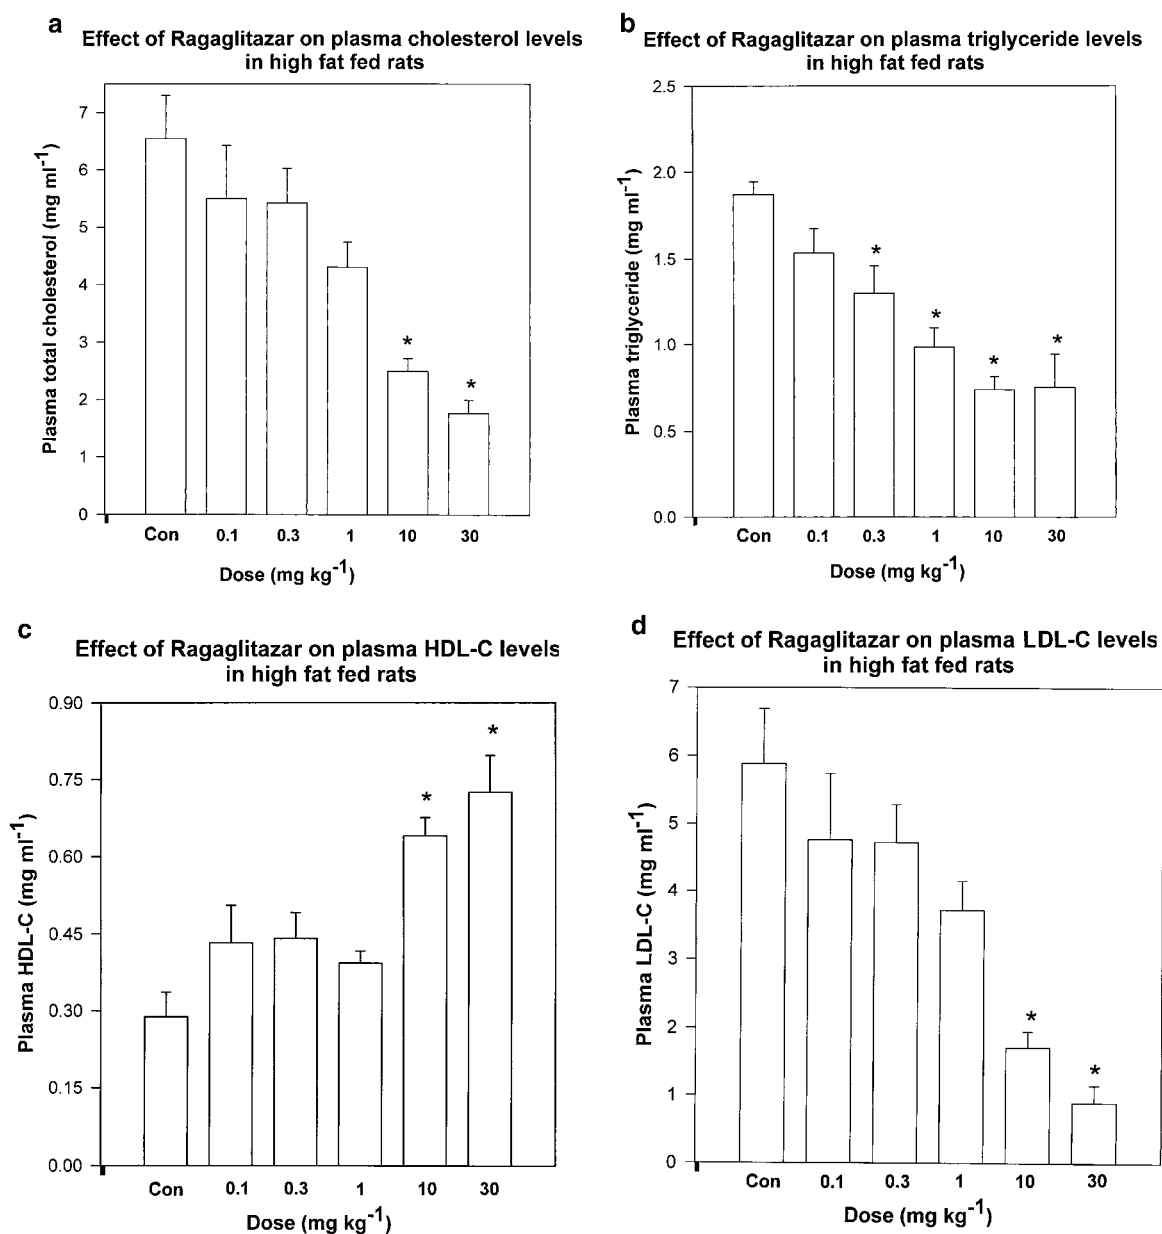 a
Effect of Ragaglitazar on plasma cholesterol levels
in high fat fed rats
Plasma total cholesterol (mg ml-1)
7
6
5
4
3
2
1
0
*
*
Con 0.1 0.3 1 10 30
Dose (mg kg-1)
b
Effect of Ragaglitazar on plasma triglyceride levels
in high fat fed rats
Plasma triglyceride (mg ml-1)
2.5
2.0
1.5
1.0
0.5
0.0
*
*
*
*
Con 0.1 0.3 1 10 30
Dose (mg kg-1)
c
Effect of Ragaglitazar on plasma HDL-C levels
in high fat fed rats
Plasma HDL-C (mg ml-1)
0.90
0.75
0.60
0.45
0.30
0.15
0.00
*
*
Con 0.1 0.3 1 10 30
Dose (mg kg-1)
d
Effect of Ragaglitazar on plasma LDL-C levels
in high fat fed rats
Plasma LDL-C (mg ml-1)
7
6
5
4
3
2
1
0
*
*
Con 0.1 0.3 1 10 30
Dose (mg kg-1)